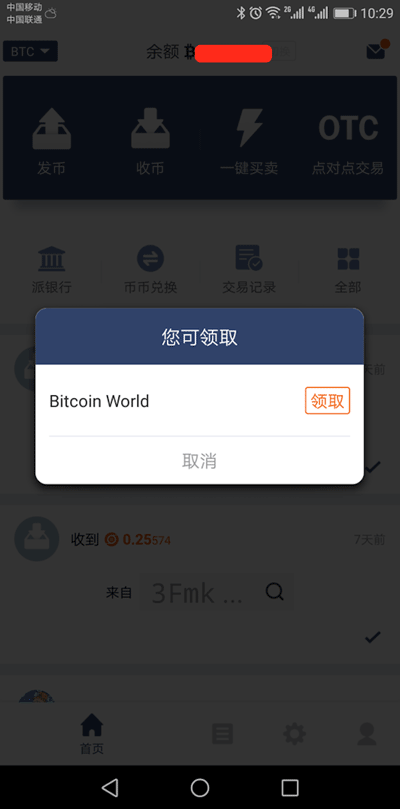 中国移动
中国联通
2G
4G
10:29
BTC
余额
发币
收币
一键买卖
OTC
点对点交易
派银行
币币兑换
交易记录
全部
您可领取
天前
Bitcoin World
领取
取消
收到 0.25574
7天前
来自 3Fmk ...
首页